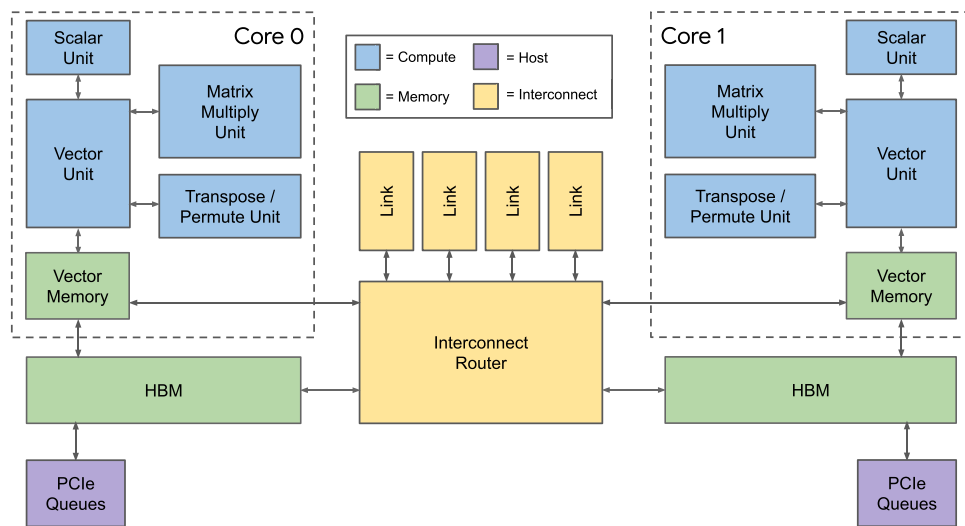 Core 0
Scalar
Unit
Matrix
Multiply
Unit
Vector
Unit
Transpose /
Permute Unit
Vector
Memory
HBM
PCIe
Queues
= Compute
= Host
= Memory
= Interconnect
Link
Link
Link
Link
Interconnect
Router
Core 1
Scalar
Unit
Matrix
Multiply
Unit
Vector
Unit
Transpose /
Permute Unit
Vector
Memory
HBM
PCIe
Queues